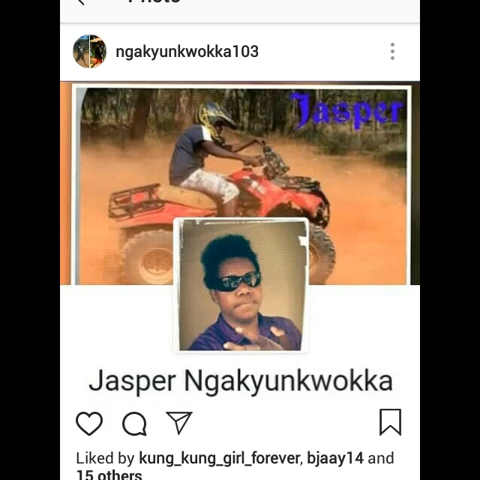 ngakyunkwokka103
Jasper
Jasper Ngakyunkwokka
Liked by kung_kung_girl_forever, bjaay14 and
15 others